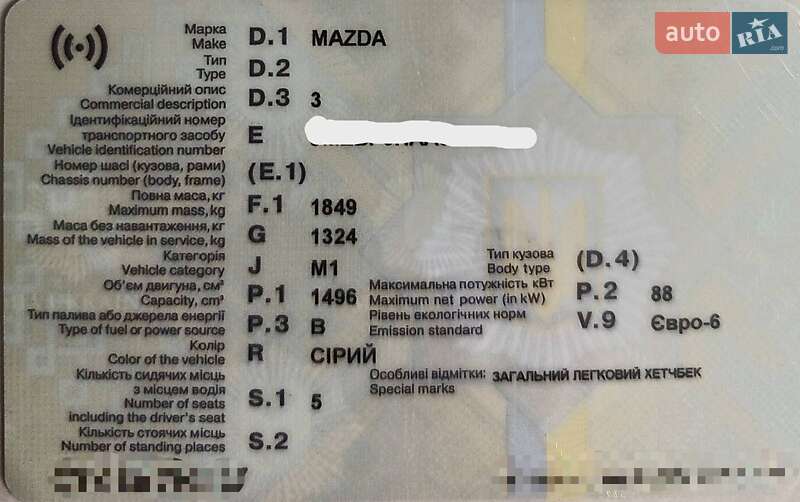 auto RIA .com
Марка
Make D.1 MAZDA
Тип
Type D.2
Комерційний опис
Commercial description D.3 3
Ідентифікаційний номер
транспортного засобу
Vehicle identification number E
Номер шасі (кузова, рами)
Chassis number (body, frame) (E.1)
Повна маса, кг
Maximum mass, kg F.1 1849
Маса без навантаження, кг
Mass of the vehicle in service, kg G 1324
Категорія
Vehicle category J M1
Тип кузова
Body type (D.4)
Об'єм двигуна, см³
Capacity, cm³ P.1 1496
Максимальна потужність кВт
Maximum net power (in kW) P.2 88
Тип палива або джерела енергії
Type of fuel or power source P.3 B
Рівень екологічних норм
Emission standard V.9 Євро-6
Колір
Color of the vehicle R СІРИЙ
Кількість сидячих місць
з місцем водія
Number of seats
including the driver's seat S.1 5
Особливі відмітки: ЗАГАЛЬНИЙ ЛЕГКОВИЙ ХЕТЧБЕК
Special marks
Кількість стоячих місць
Number of standing places S.2